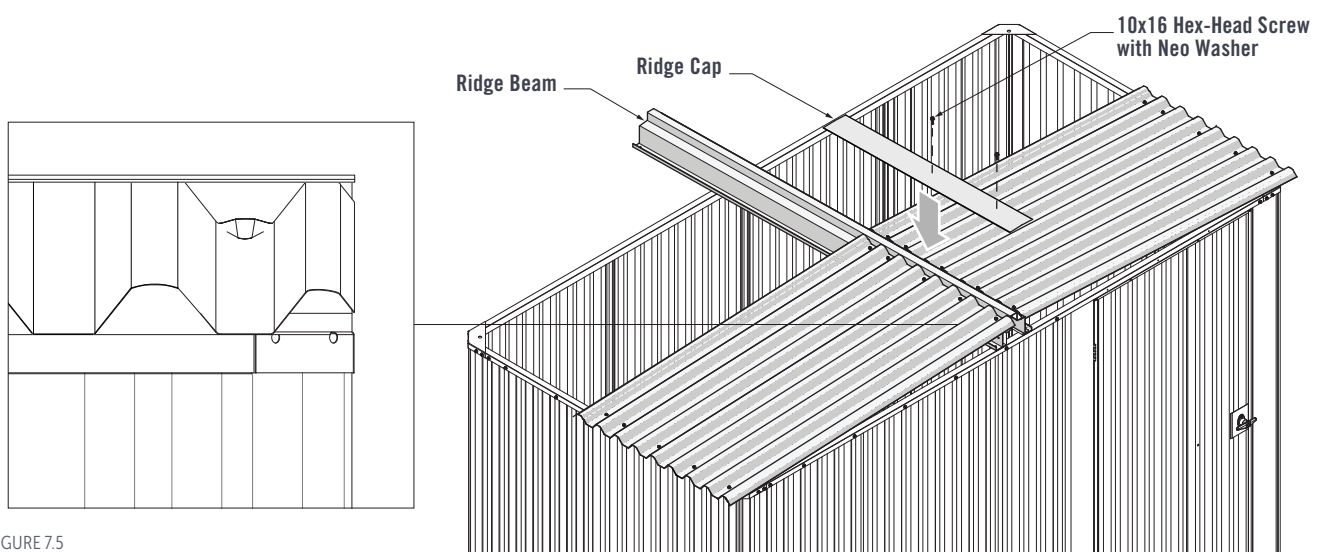 10x16 Hex-Head Screw
with Neo Washer
Ridge Cap
Ridge Beam
GURE 7.5